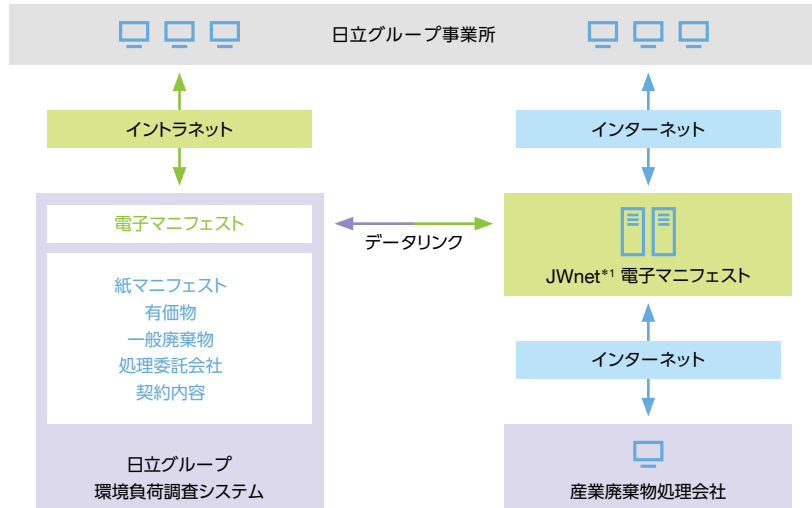 日立グループ事業所
イントラネット
インターネット
電子マニフェスト
データリンク
紙マニフェスト
有価物
一般廃棄物
処理委託会社
契約内容
日立グループ
環境負荷調査システム
JWnet*1 電子マニフェスト
インターネット
産業廃棄物処理会社